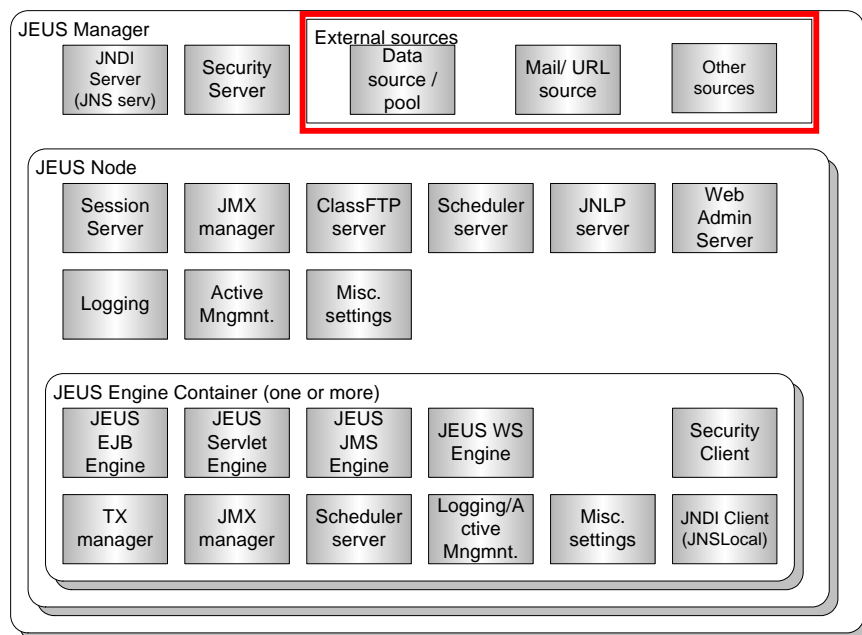 JEUS Manager
JNDI
Server
(JNS serv)
Security
Server
External sources
Data
source /
pool
Mail/ URL
source
Other
sources
JEUS Node
Session
Server
JMX
manager
ClassFTP
server
Scheduler
server
JNLP
server
Web
Admin
Server
Logging
Active
Mngmnt.
Misc.
settings
JEUS Engine Container (one or more)
JEUS
EJB
Engine
JEUS
Servlet
Engine
JEUS
JMS
Engine
JEUS WS
Engine
Security
Client
TX
manager
JMX
manager
Scheduler
server
Logging/A
ctive
Mngmnt.
Misc.
settings
JNDI Client
(JNSLocal)